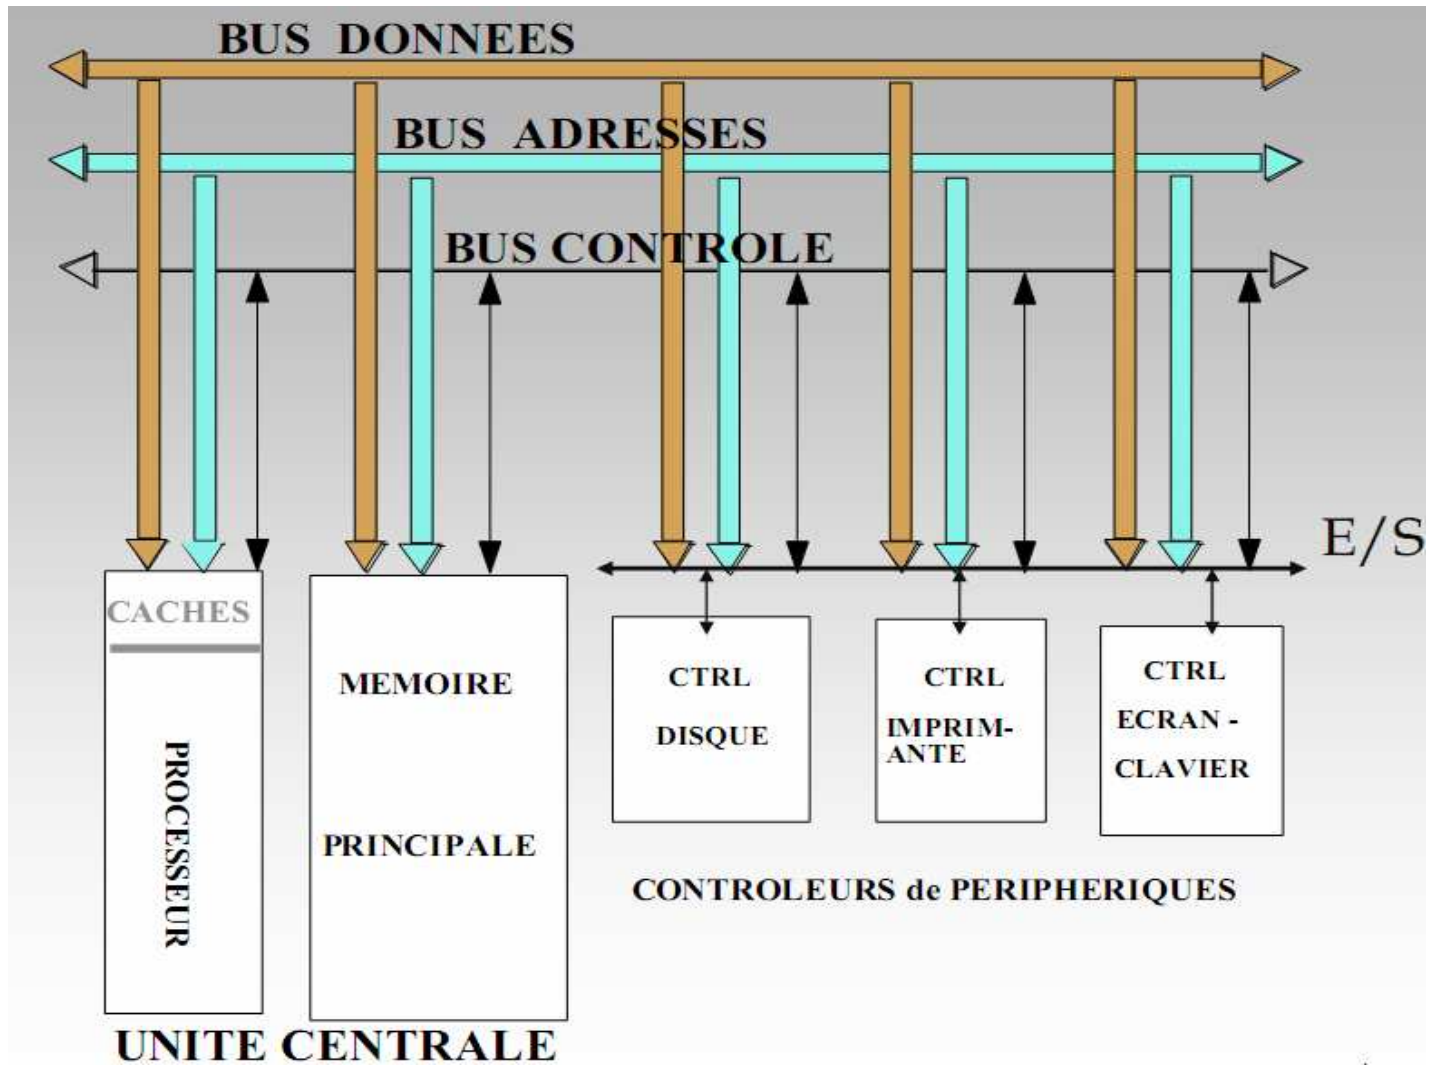 BUS DONNEES
BUS ADRESSES
BUS CONTROLE
E/S
CACHES
PROCESSEUR
MEMOIRE
PRINCIPALE
CTRL
DISQUE
CTRL
IMPRIM-
ANTE
CTRL
ECRAN -
CLAVIER
CONTROLEURS de PERIPHERIQUES
UNITE CENTRALE